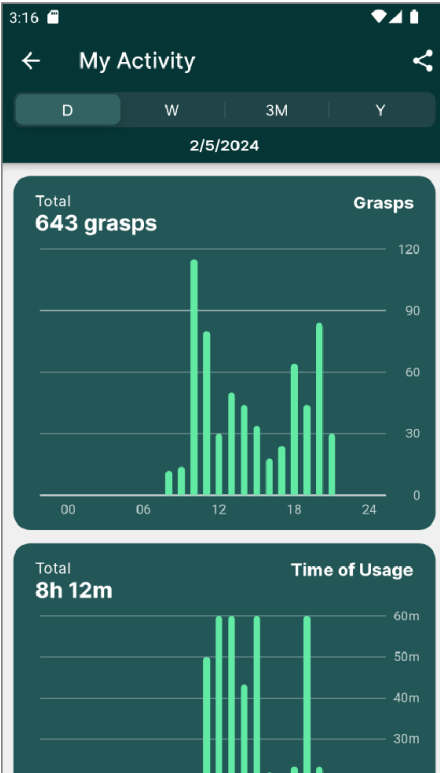 3:16
My Activity
D W 3M Y
2/5/2024
Total
Grasps
643 grasps
120
90
60
30
0
00 06 12 18 24
Total
Time of Usage
8h 12m
60m
50m
40m
30m